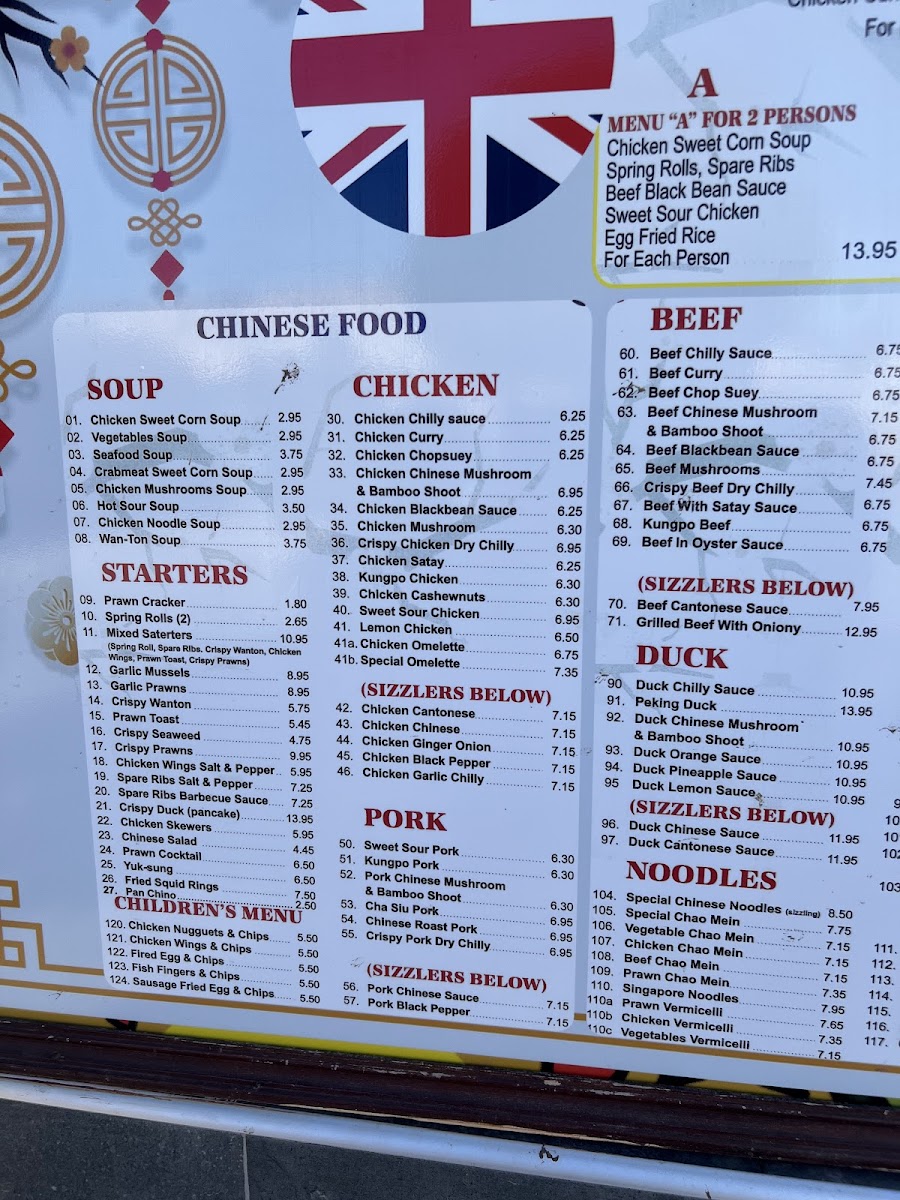 For
A
MENU “A” FOR 2 PERSONS
Chicken Sweet Corn Soup
Spring Rolls, Spare Ribs
Beef Black Bean Sauce
Sweet Sour Chicken
Egg Fried Rice
For Each Person 13.95
CHINESE FOOD
SOUP
01. Chicken Sweet Corn Soup 2.95
02. Vegetables Soup 2.95
03. Seafood Soup 3.75
04. Crabmeat Sweet Corn Soup 2.95
05. Chicken Mushrooms Soup 2.95
06. Hot Sour Soup 3.50
07. Chicken Noodle Soup 2.95
08. Wan-Ton Soup 3.75
STARTERS
09. Prawn Cracker 1.80
10. Spring Rolls (2) 2.65
11. Mixed Saterters 10.95
(Spring Roll, Spare Ribs. Crispy Wanton, Chicken
Wings, Prawn Toast, Crispy Prawns)
12. Garlic Mussels 8.95
13. Garlic Prawns 8.95
14. Crispy Wanton 5.75
15. Prawn Toast 5.45
16. Crispy Seaweed 4.75
17. Crispy Prawns 9.95
18. Chicken Wings Salt & Pepper 5.95
19. Spare Ribs Salt & Pepper 7.25
20. Spare Ribs Barbecue Sauce 7.25
21. Crispy Duck (pancake) 13.95
22. Chicken Skewers 5.95
23. Chinese Salad 4.45
24. Prawn Cocktail 6.50
25. Yuk-sung 6.50
26. Fried Squid Rings 7.50
27. Pan Chino 2.50
CHILDREN'S MENU
120. Chicken Nuggets & Chips 5.50
121. Chicken Wings & Chips 5.50
122. Fired Egg & Chips 5.50
123. Fish Fingers & Chips 5.50
124. Sausage Fried Egg & Chips 5.50
CHICKEN
30. Chicken Chilly sauce 6.25
31. Chicken Curry 6.25
32. Chicken Chopsuey 6.25
33. Chicken Chinese Mushroom
& Bamboo Shoot 6.95
34. Chicken Blackbean Sauce 6.25
35. Chicken Mushroom 6.30
36. Crispy Chicken Dry Chilly 6.95
37. Chicken Satay 6.25
38. Kungpo Chicken 6.30
39. Chicken Cashewnuts 6.30
40. Sweet Sour Chicken 6.95
41. Lemon Chicken 6.50
41a. Chicken Omelette 6.75
41b. Special Omelette 7.35
(SIZZLERS BELOW)
42. Chicken Cantonese 7.15
43. Chicken Chinese 7.15
44. Chicken Ginger Onion 7.15
45. Chicken Black Pepper 7.15
46. Chicken Garlic Chilly 7.15
PORK
50. Sweet Sour Pork 6.30
51. Kungpo Pork 6.30
52. Pork Chinese Mushroom
& Bamboo Shoot 6.30
53. Cha Siu Pork 6.95
54. Chinese Roast Pork 6.95
55. Crispy Pork Dry Chilly 6.95
(SIZZLERS BELOW)
56. Pork Chinese Sauce 7.15
57. Pork Black Pepper 7.15
BEEF
60. Beef Chilly Sauce 6.75
61. Beef Curry 6.75
62. Beef Chop Suey 6.75
63. Beef Chinese Mushroom 7.15
& Bamboo Shoot 6.75
64. Beef Blackbean Sauce 6.75
65. Beef Mushrooms 7.45
66. Crispy Beef Dry Chilly 6.75
67. Beef With Satay Sauce 6.75
68. Kungpo Beef 6.75
69. Beef In Oyster Sauce
(SIZZLERS BELOW)
70. Beef Cantonese Sauce 7.95
71. Grilled Beef With Oniony 12.95
DUCK
90 Duck Chilly Sauce 10.95
91. Peking Duck 13.95
92. Duck Chinese Mushroom
& Bamboo Shoot 10.95
93. Duck Orange Sauce 10.95
94. Duck Pineapple Sauce 10.95
95 Duck Lemon Sauce 10.95
(SIZZLERS BELOW)
96. Duck Chinese Sauce 11.95
97. Duck Cantonese Sauce 11.95
NOODLES
104. Special Chinese Noodles (sizzling) 8.50
105. Special Chao Mein 7.75
106. Vegetable Chao Mein 7.15
107. Chicken Chao Mein 7.15
108. Beef Chao Mein 7.15
109. Prawn Chao Mein 7.35
110. Singapore Noodles 7.95
110a Prawn Vermicelli 7.65
110b Chicken Vermicelli 7.35
110c Vegetables Vermicelli 7.15
103
111.
112.
113.
114.
115.
116.
117.